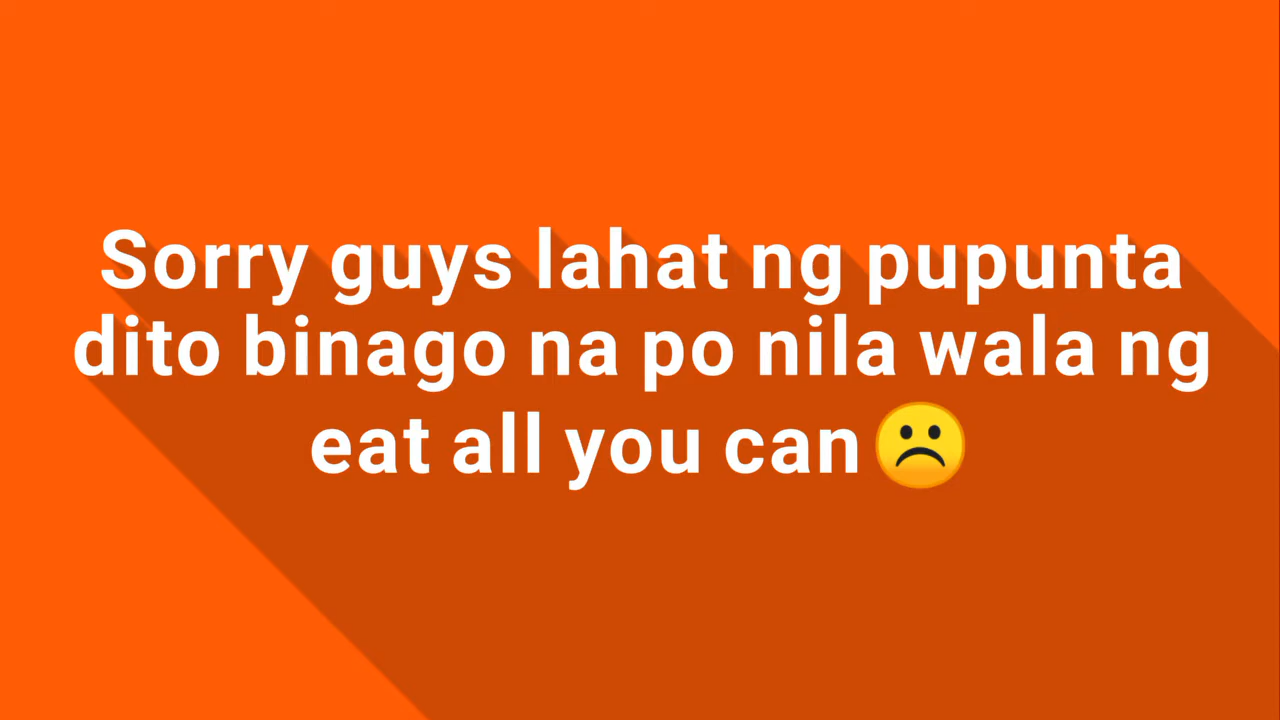 Sorry guys lahat ng pupunta
dito binago na po nila wala ng
eat all you can☹️